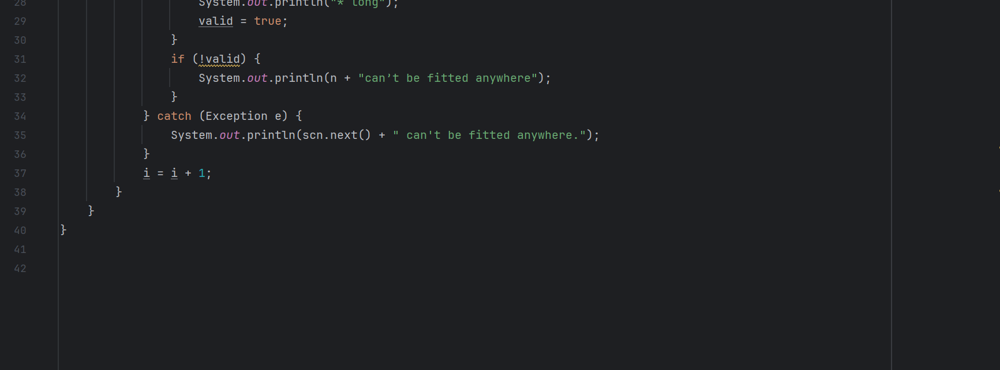 28 System.out.println("* long");
29 valid = true;
30 }
31 if (!valid) {
32 System.out.println(n + "can’t be fitted anywhere");
33 }
34 } catch (Exception e) {
35 System.out.println(scn.next() + " can't be fitted anywhere.");
36 }
37 i = i + 1;
38 }
39 }
40 }
41
42